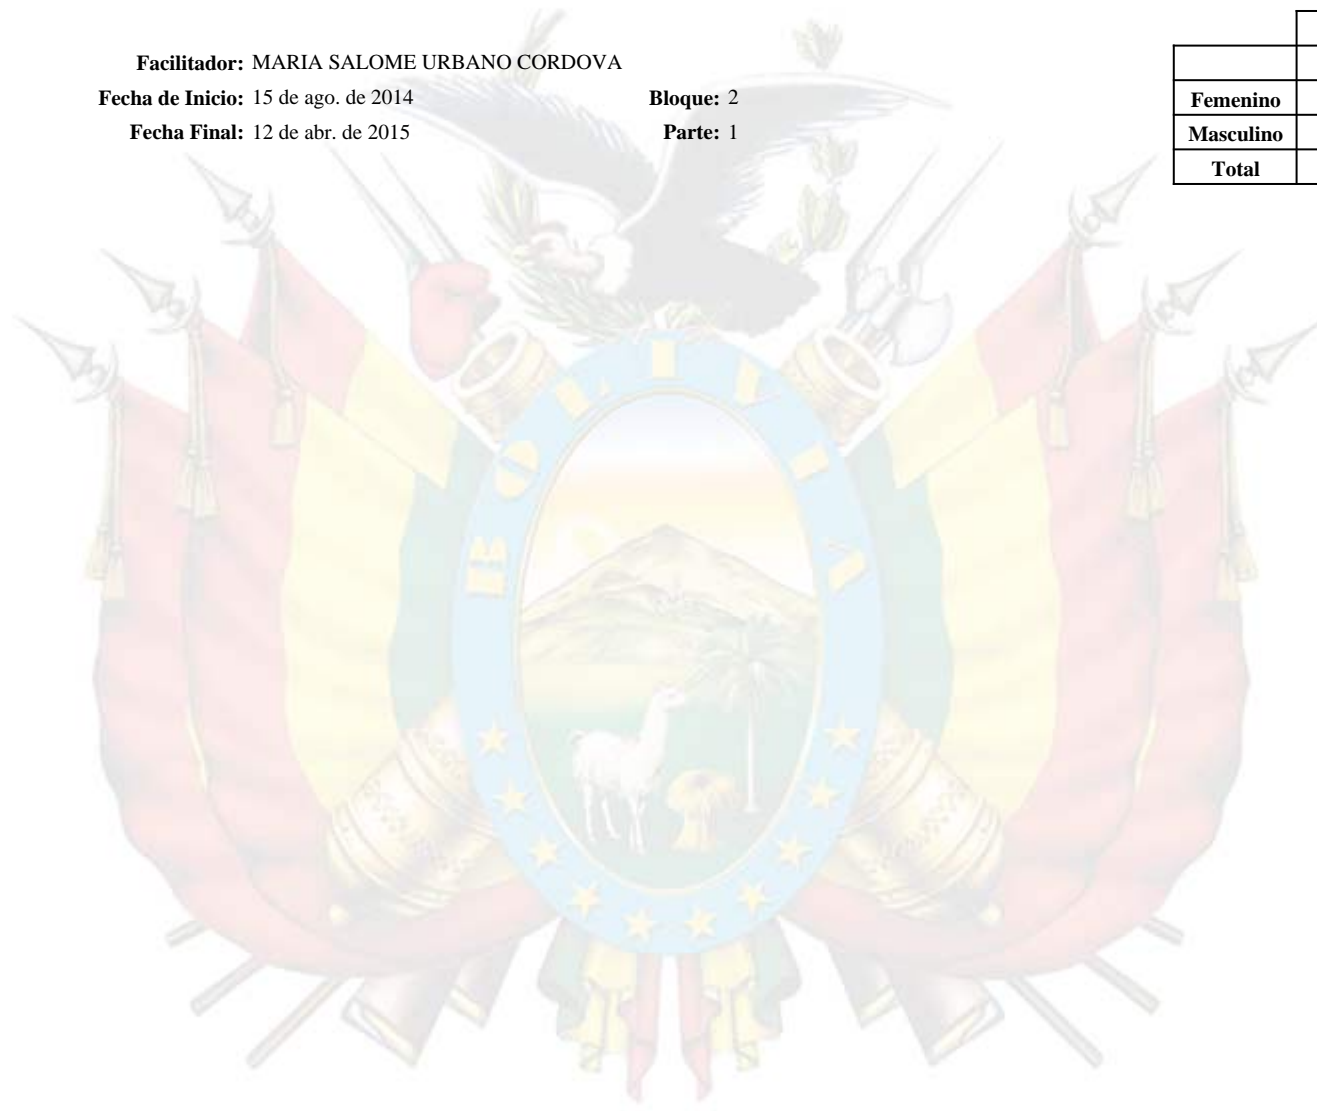 Facilitador: MARIA SALOME URBANO CORDOVA
Fecha de Inicio: 15 de ago. de 2014 Bloque: 2
Fecha Final: 12 de abr. de 2015 Parte: 1
Femenino
Masculino
Total
BOLIVIA